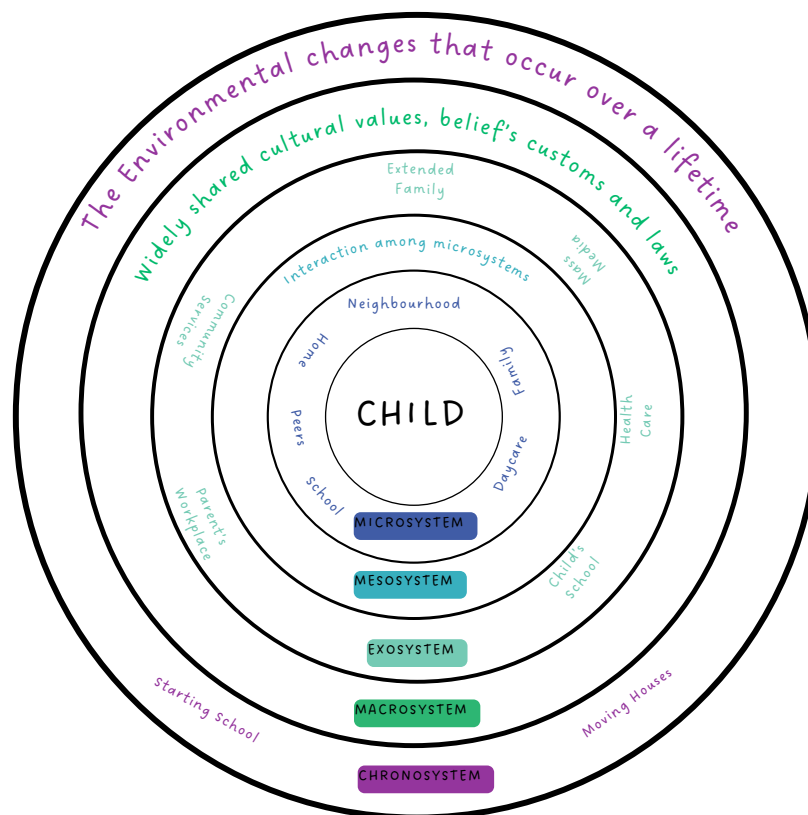 The Environmental changes that occur over a lifetime
Widely shared cultural values, belief's customs and laws
Extended
Family
Mass
Media
Community
Services
Health
Care
Parent's
Workplace
Child's
school
Interaction among microsystems
Neighbourhood
Home
Family
Peers
Daycare
School
CHILD
MICROSYSTEM
MESOSYSTEM
EXOSYSTEM
MACROSYSTEM
Starting School
Moving Houses
CHRONOSYSTEM